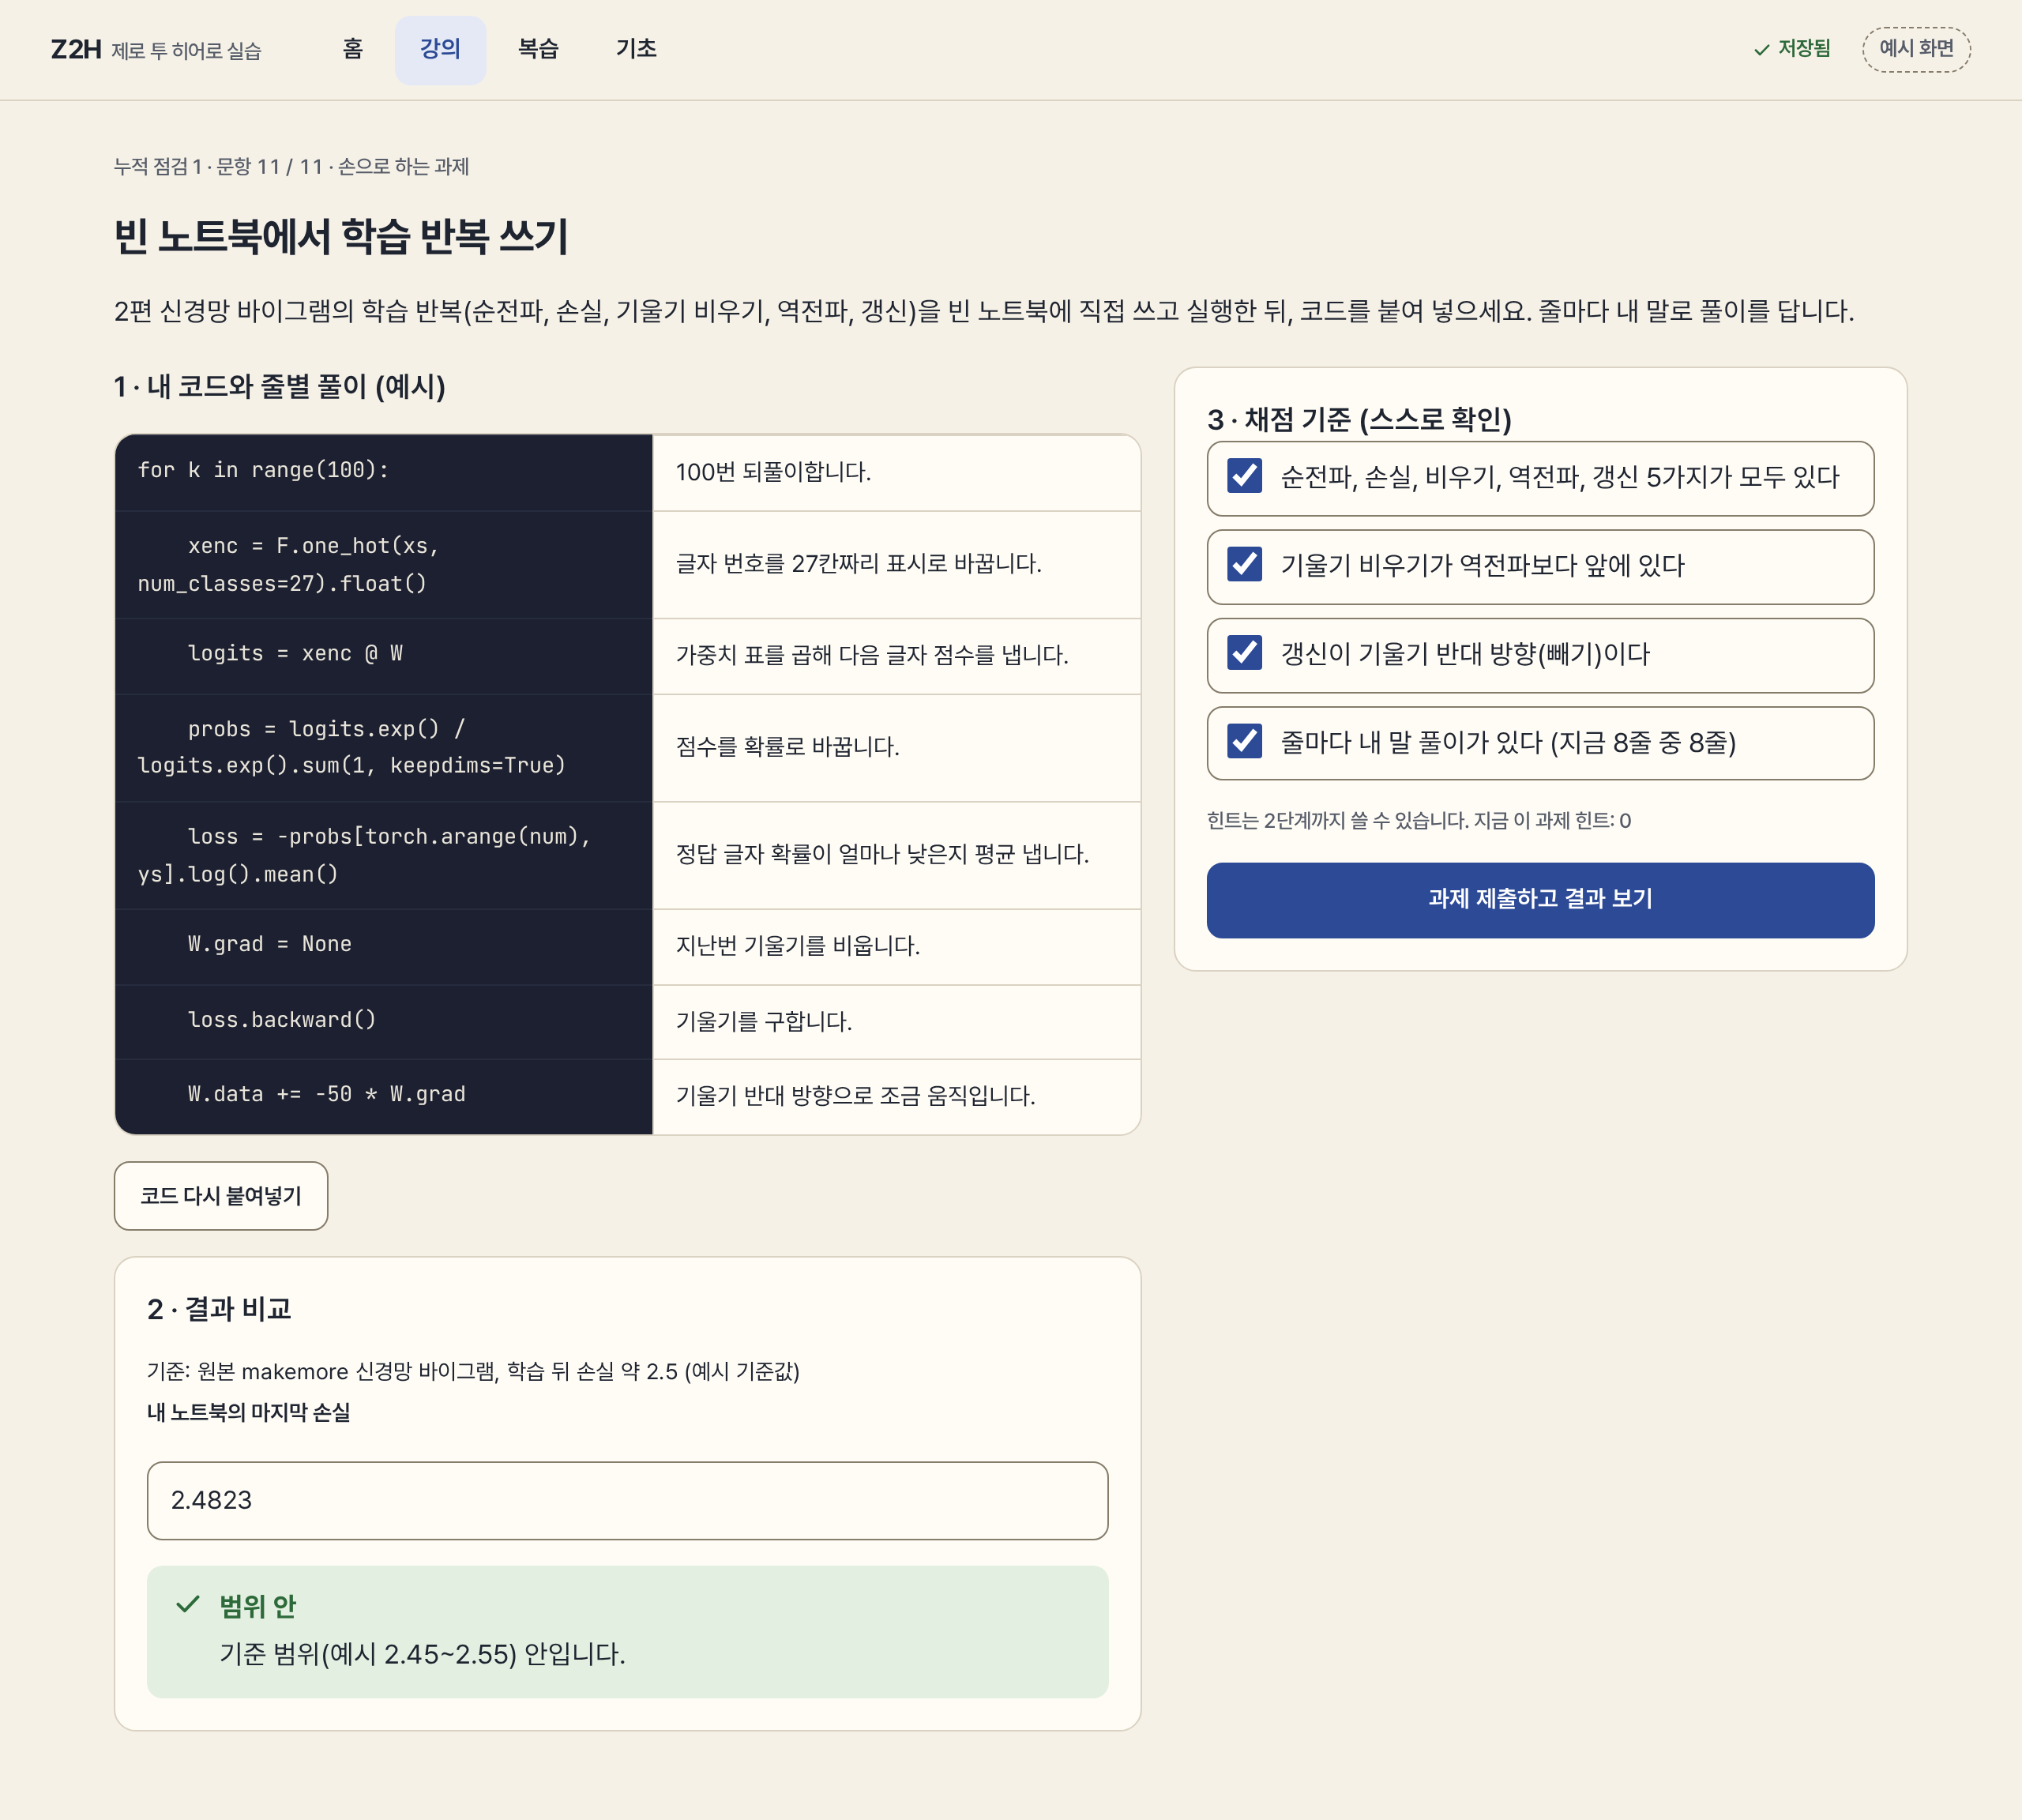 Z2H 제로 투 히어로 실습
홈
강의
복습
기초
저장됨
예시 화면
누적 점검 1 · 문항 11 / 11 · 손으로 하는 과제
빈 노트북에서 학습 반복 쓰기
2편 신경망 바이그램의 학습 반복(순전파, 손실, 기울기 비우기, 역전파, 갱신)을 빈 노트북에 직접 쓰고 실행한 뒤, 코드를 붙여 넣으세요. 줄마다 내 말로 풀이를 답니다.
1 · 내 코드와 줄별 풀이 (예시)
for k in range(100):
100번 되풀이합니다.
xenc = F.one_hot(xs,
num_classes=27).float()
글자 번호를 27칸짜리 표시로 바꿉니다.
logits = xenc @ W
가중치 표를 곱해 다음 글자 점수를 냅니다.
probs = logits.exp() /
logits.exp().sum(1, keepdims=True)
점수를 확률로 바꿉니다.
loss = -probs[torch.arange(num),
ys].log().mean()
정답 글자 확률이 얼마나 낮은지 평균 냅니다.
W.grad = None
지난번 기울기를 비웁니다.
loss.backward()
기울기를 구합니다.
W.data += -50 * W.grad
기울기 반대 방향으로 조금 움직입니다.
코드 다시 붙여넣기
2 · 결과 비교
기준: 원본 makemore 신경망 바이그램, 학습 뒤 손실 약 2.5 (예시 기준값)
내 노트북의 마지막 손실
2.4823
범위 안
기준 범위(예시 2.45~2.55) 안입니다.
3 · 채점 기준 (스스로 확인)
순전파, 손실, 비우기, 역전파, 갱신 5가지가 모두 있다
기울기 비우기가 역전파보다 앞에 있다
갱신이 기울기 반대 방향(빼기)이다
줄마다 내 말 풀이가 있다 (지금 8줄 중 8줄)
힌트는 2단계까지 쓸 수 있습니다. 지금 이 과제 힌트: 0
과제 제출하고 결과 보기